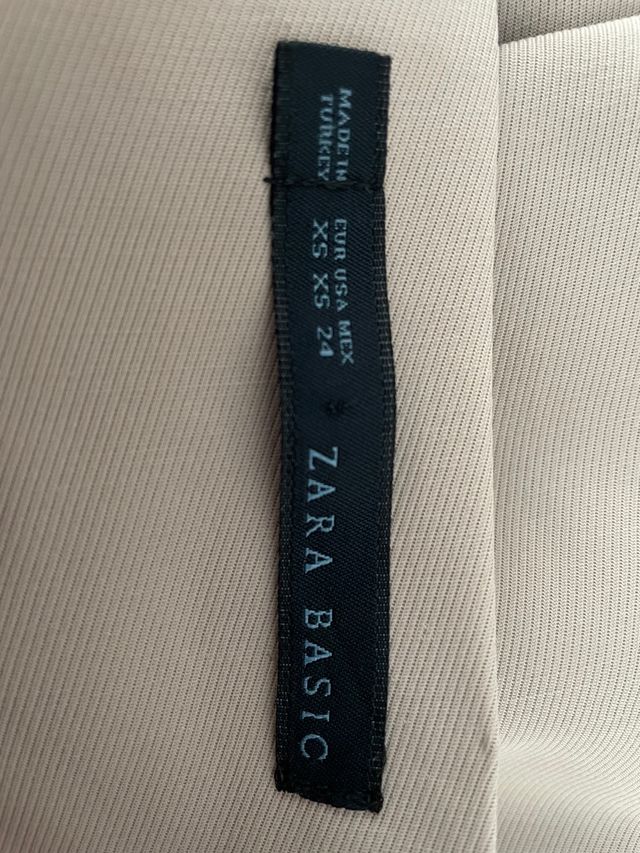 MADE IN
TURKEY
EUR USA MEX
XS XS 24
ZARA BASIC